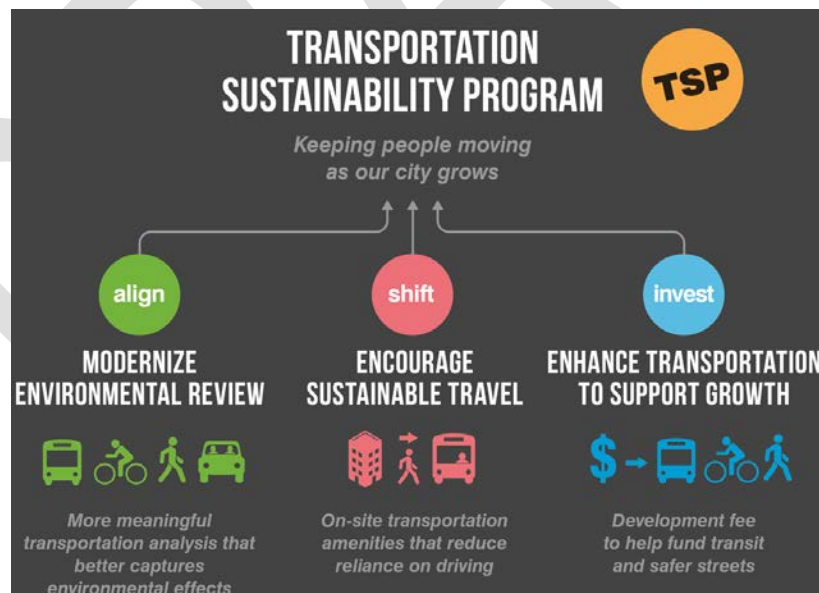 TRANSPORTATION
SUSTAINABILITY PROGRAM
TSP
Keeping people moving
as our city grows
align
MODERNIZE
ENVIRONMENTAL REVIEW
More meaningful
transportation analysis that
better captures
environmental effects
shift
ENCOURAGE
SUSTAINABLE TRAVEL
On-site transportation
amenities that reduce
reliance on driving
invest
ENHANCE TRANSPORTATION
TO SUPPORT GROWTH
$
Development fee
to help fund transit
and safer streets